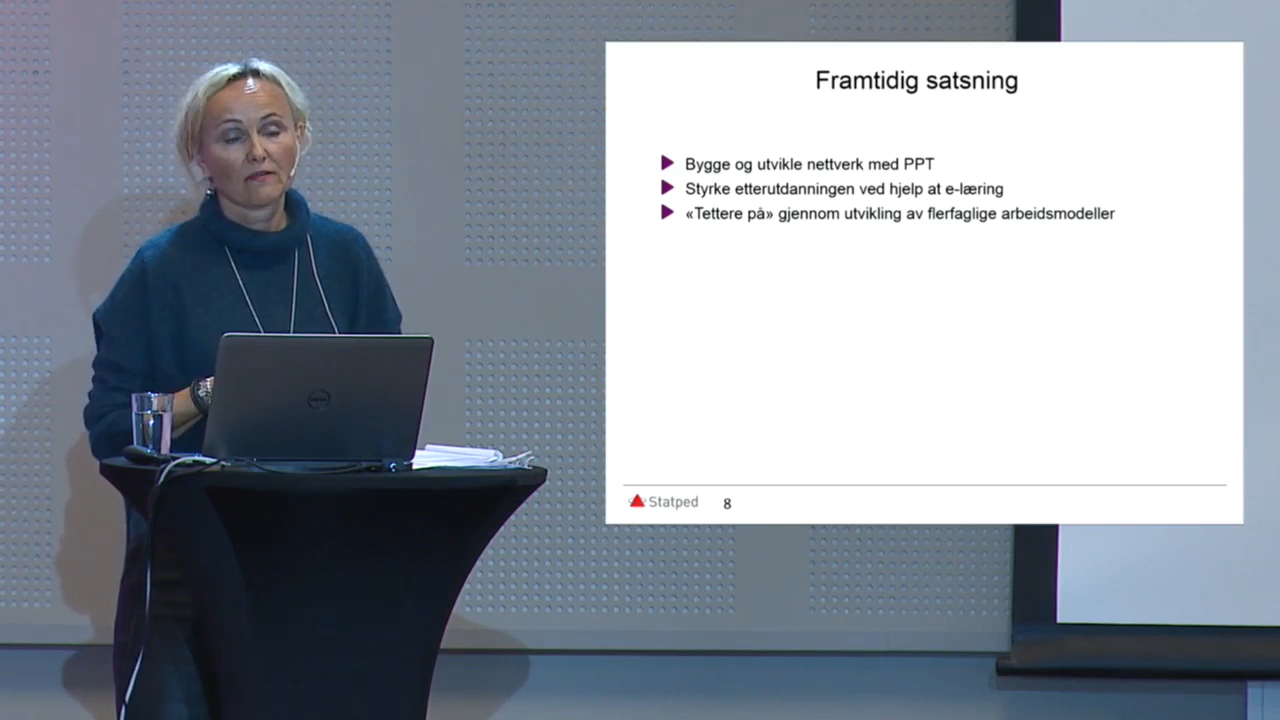 Framtidig satsning
Bygge og utvikle nettverk med PPT
Styrke etterutdanningen ved hjelp at e-læring
«Tettere på» gjennom utvikling av flerfaglige arbeidsmodeller
Statped 8
DELL